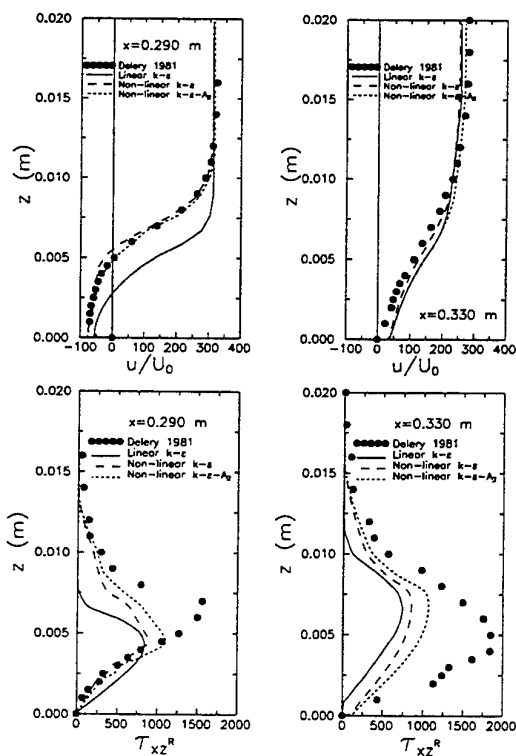 0.020
0.015
0.010
0.005
0.000
z (m)
x=0.290 m
Delery 1981
Linear k-ε
Non-linear k-ε
Non-linear k-ε-A₂
-100 0 100 200 300 400
u/U₀
0.020
0.015
0.010
0.005
0.000
z (m)
Delery 1981
Linear k-ε
Non-linear k-ε
Non-linear k-ε-A₂
x=0.330 m
-100 0 100 200 300 400
u/U₀
0.020
0.015
0.010
0.005
0.000
z (m)
x=0.290 m
Delery 1981
Linear k-ε
Non-linear k-ε
Non-linear k-ε-A₂
0 500 1000 1500 2000
τxzᴿ
0.020
0.015
0.010
0.005
0.000
z (m)
x=0.330 m
Delery 1981
Linear k-ε
Non-linear k-ε
Non-linear k-ε-A₂
0 500 1000 1500 2000
τxzᴿ